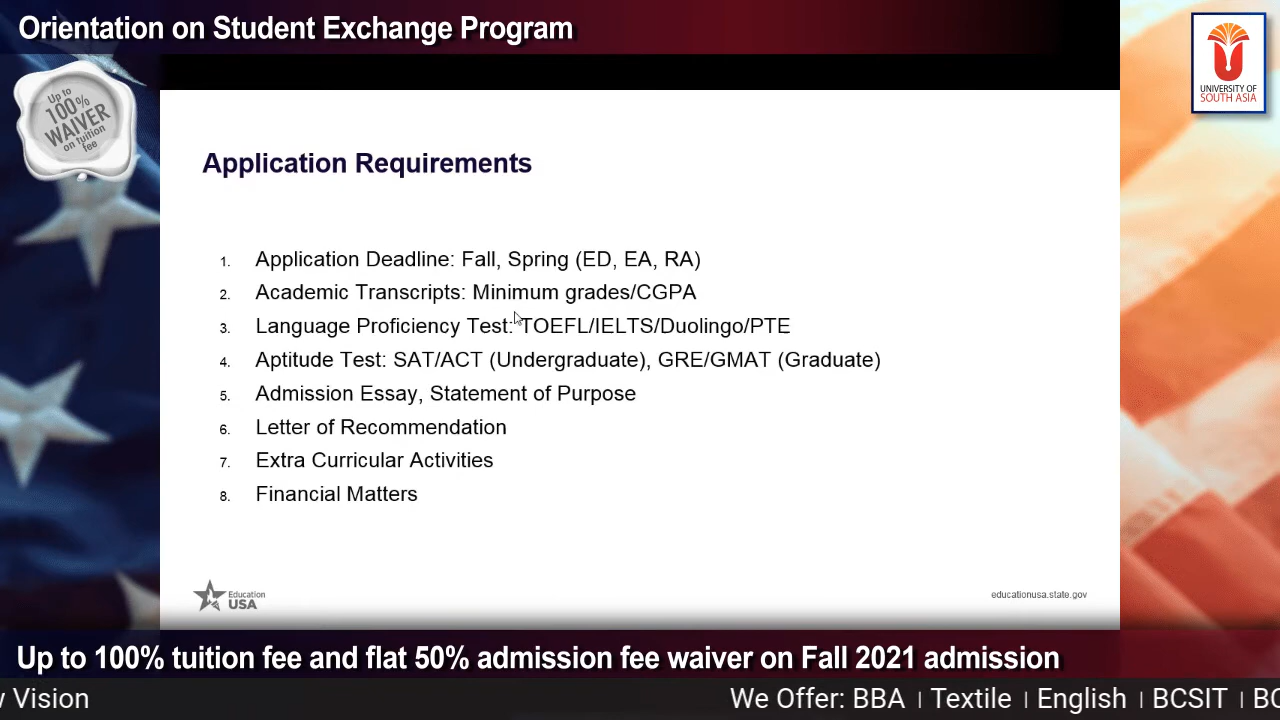 Orientation on Student Exchange Program
Up to
100%
WAIVER
on tuition
fee
UNIVERSITY OF
SOUTH ASIA
Application Requirements
1. Application Deadline: Fall, Spring (ED, EA, RA)
2. Academic Transcripts: Minimum grades/CGPA
3. Language Proficiency Test: TOEFL/IELTS/Duolingo/PTE
4. Aptitude Test: SAT/ACT (Undergraduate), GRE/GMAT (Graduate)
5. Admission Essay, Statement of Purpose
6. Letter of Recommendation
7. Extra Curricular Activities
8. Financial Matters
Education
USA
educationusa.state.gov
Up to 100% tuition fee and flat 50% admission fee waiver on Fall 2021 admission
Vision We Offer: BBA | Textile | English | BCSIT |